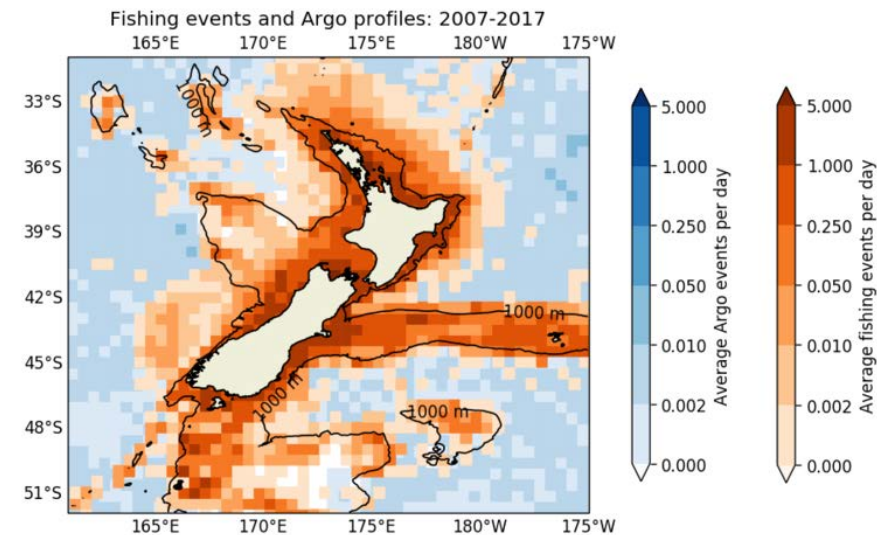 Fishing events and Argo profiles: 2007-2017
165°E 170°E 175°E 180°W 175°W
33°S
36°S
39°S
42°S
45°S
48°S
51°S
1000 m
1000 m
1000 m
1000 m
165°E 170°E 175°E 180°W 175°W
5.000
1.000
0.250
0.050
0.010
0.002
0.000
Average Argo events per day
5.000
1.000
0.250
0.050
0.010
0.002
0.000
Average fishing events per day